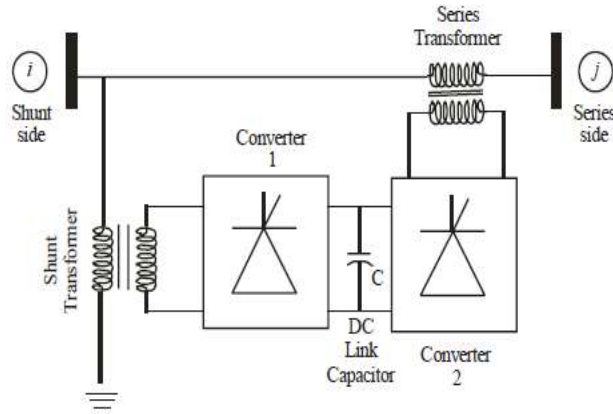 Series
Transformer
i
Shunt
side
j
Series
side
Converter
1
Shunt
Transformer
C
DC
Link
Capacitor
Converter
2